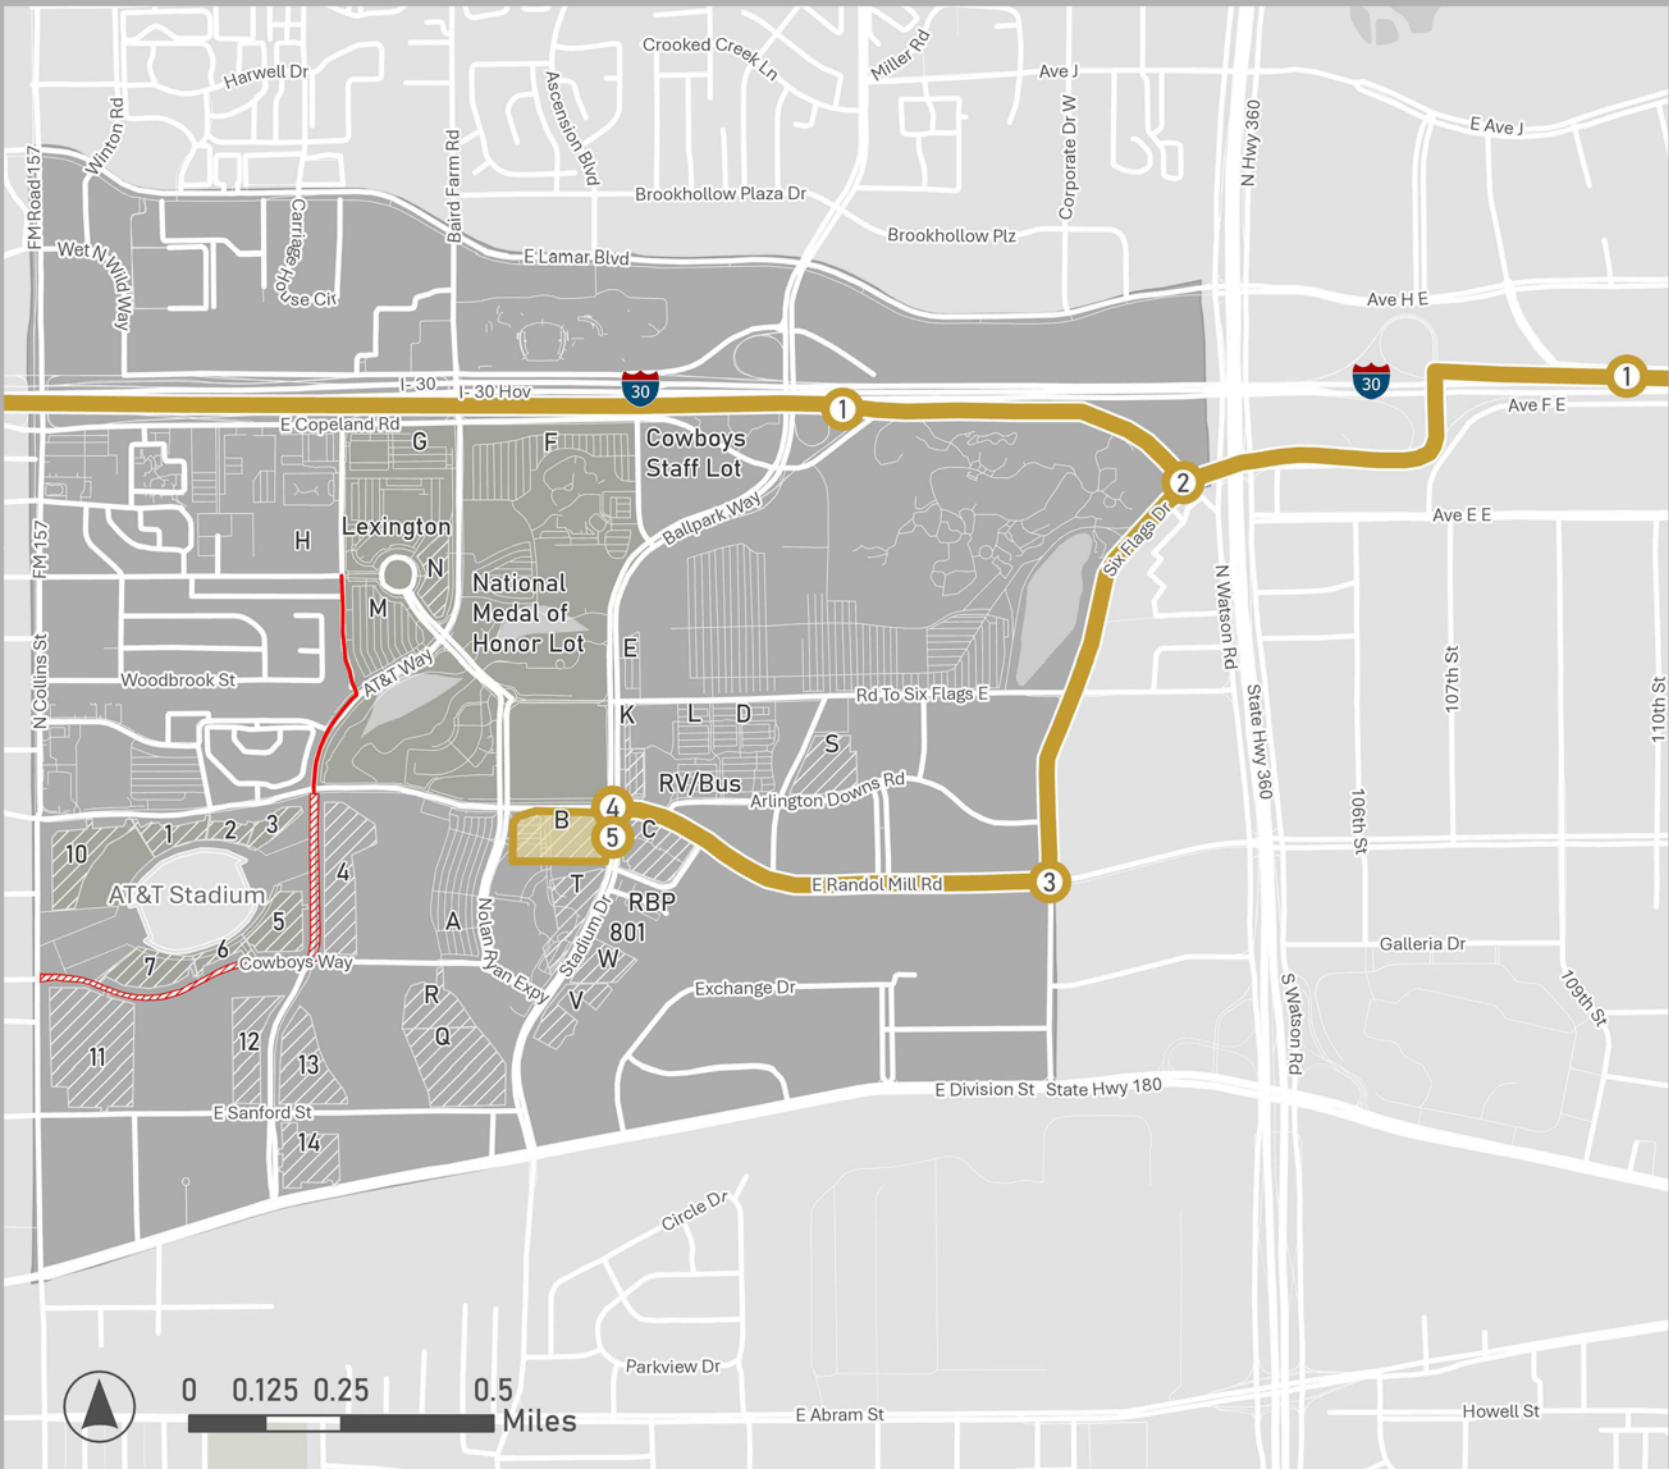 Crooked Creek Ln
Miller Rd
Harwell Dr
Ave J
Ascension Blvd
Winton Rd
Corporate Dr W
N Hwy 360
E Ave J
FM Road 157
Baird Farm Rd
Brookhollow Plaza Dr
Carriage House Cir
Brookhollow Plz
Wet N Wild Way
E Lamar Blvd
Ave H E
I-30
I-30 Hov
30
30
1
1
Ave F E
E Copeland Rd
G
F
Cowboys
Staff Lot
2
Ballpark Way
Lexington
H
N
M
FM 157
Six Flags Dr
Ave E E
National
Medal of
Honor Lot
E
N Watson Rd
N Collins St
Woodbrook St
AT&T Way
Rd To Six Flags E
107th St
110th St
State Hwy 360
K
L
D
S
RV/Bus
Arlington Downs Rd
106th St
4
5
B
C
1
2
3
10
4
AT&T Stadium
5
6
7
T
E Randol Mill Rd
3
RBP
801
A
Nolan Ryan Expy
Stadium Dr
W
V
Cowboys Way
Galleria Dr
R
Q
Exchange Dr
109th St
S Watson Rd
11
12
13
E Division St
State Hwy 180
E Sanford St
14
Circle Dr
Parkview Dr
0
0.125
0.25
0.5
Miles
E Abram St
Howell St